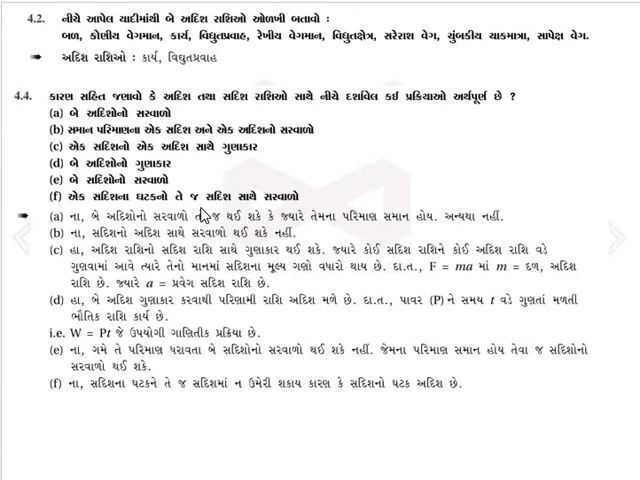 4.2. નીચે આપેલ યાદીમાંથી બે અદિશ રાશિઓ ઓળખી બતાવો :
બળ, કોણીય વેગમાન, કાર્ય, વિદ્યુતપ્રવાહ, રેખીય વેગમાન, વિદ્યુતક્ષેત્ર, સરેરાશ વેગ, ચુંબકીય ચાકમાત્રા, સાપેક્ષ વેગ.
અદિશ રાશિઓ : કાર્ય, વિદ્યુતપ્રવાહ
4.4. કારણ સહિત જણાવો કે અદિશ તથા સદિશ રાશિઓ સાથે નીચે દર્શાવેલ કઈ પ્રક્રિયાઓ અર્થપૂર્ણ છે ?
(a) બે અદિશોનો સરવાળો
(b) સમાન પરિમાણના એક સદિશ અને એક અદિશનો સરવાળો
(c) એક સદિશનો એક અદિશ સાથે ગુણાકાર
(d) બે અદિશોનો ગુણાકાર
(e) બે સદિશોનો સરવાળો
(f) એક સદિશના ઘટકનો તે જ સદિશ સાથે સરવાળો
(a) ના, બે અદિશોનો સરવાળો તો જ થઈ શકે કે જ્યારે તેમના પરિમાણ સમાન હોય. અન્યથા નહીં.
(b) ના, સદિશનો અદિશ સાથે સરવાળો થઈ શકે નહીં.
(c) હા, અદિશ રાશિનો સદિશ રાશિ સાથે ગુણાકાર થઈ શકે. જ્યારે કોઈ સદિશ રાશિને કોઈ અદિશ રાશિ વડે
ગુણવામાં આવે ત્યારે તેનો માનમાં સદિશના મૂલ્ય ગણો વધારો થાય છે. દા.ત., F = ma માં m = દળ, અદિશ
રાશિ છે. જ્યારે a = પ્રવેગ સદિશ રાશિ છે.
(d) હા, બે અદિશ ગુણાકાર કરવાથી પરિણામી રાશિ અદિશ મળે છે. દા.ત., પાવર (P) ને સમય t વડે ગુણતાં મળતી
ભૌતિક રાશિ કાર્ય છે.
i.e. W = Pt જે ઉપયોગી ગાણિતીક પ્રક્રિયા છે.
(e) ના, ગમે તે પરિમાણ ધરાવતા બે સદિશોનો સરવાળો થઈ શકે નહીં. જેમના પરિમાણ સમાન હોય તેવા જ સદિશોનો
સરવાળો થઈ શકે.
(f) ના, સદિશના ઘટકને તે જ સદિશમાં ન ઉમેરી શકાય કારણ કે સદિશનો ઘટક અદિશ છે.